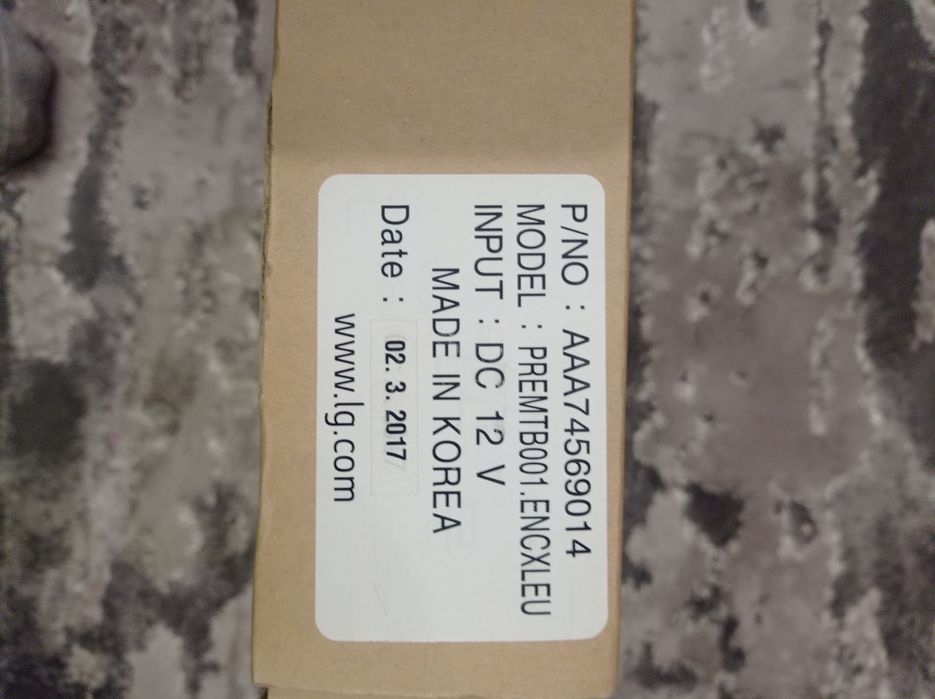 P/NO : AAA74569014
MODEL : PREMTB001.ENCXLEU
INPUT : DC 12 V
MADE IN KOREA
Date : 02. 3. 2017
www.lg.com